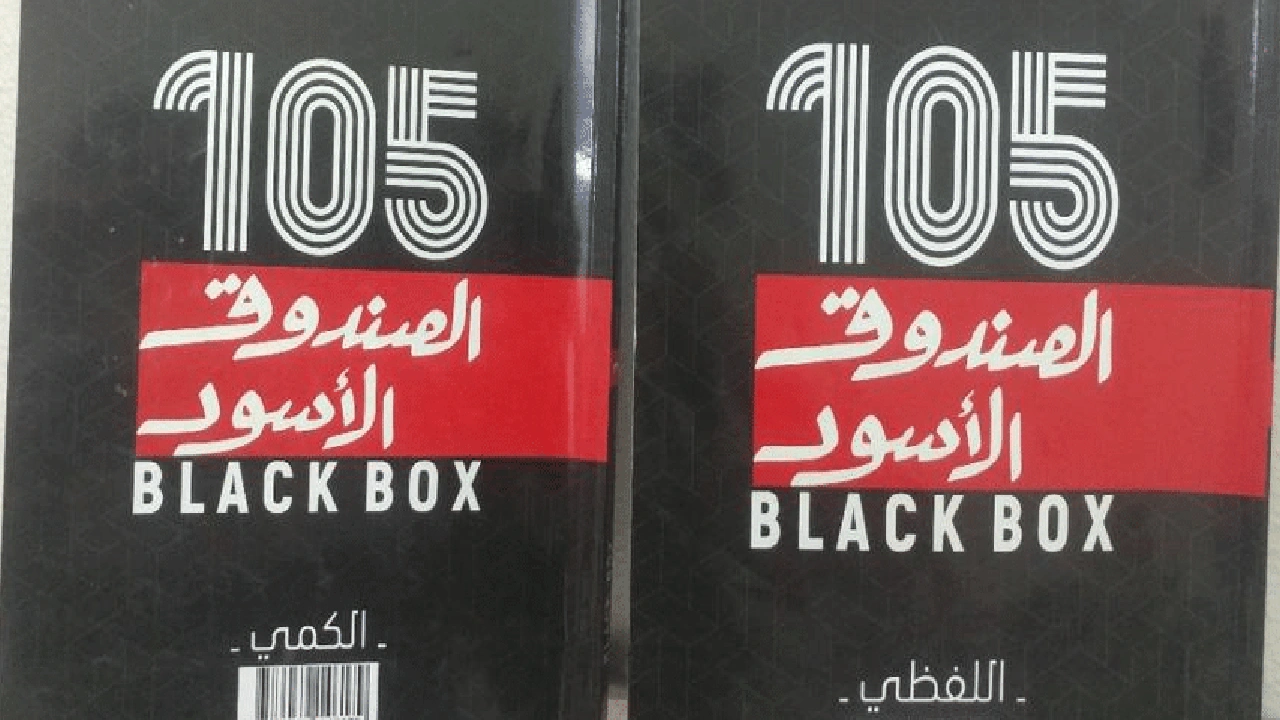 105
الصندوق
الأسود
BLACK BOX
- الكمي -
105
الصندوق
الأسود
BLACK BOX
- اللفظي -